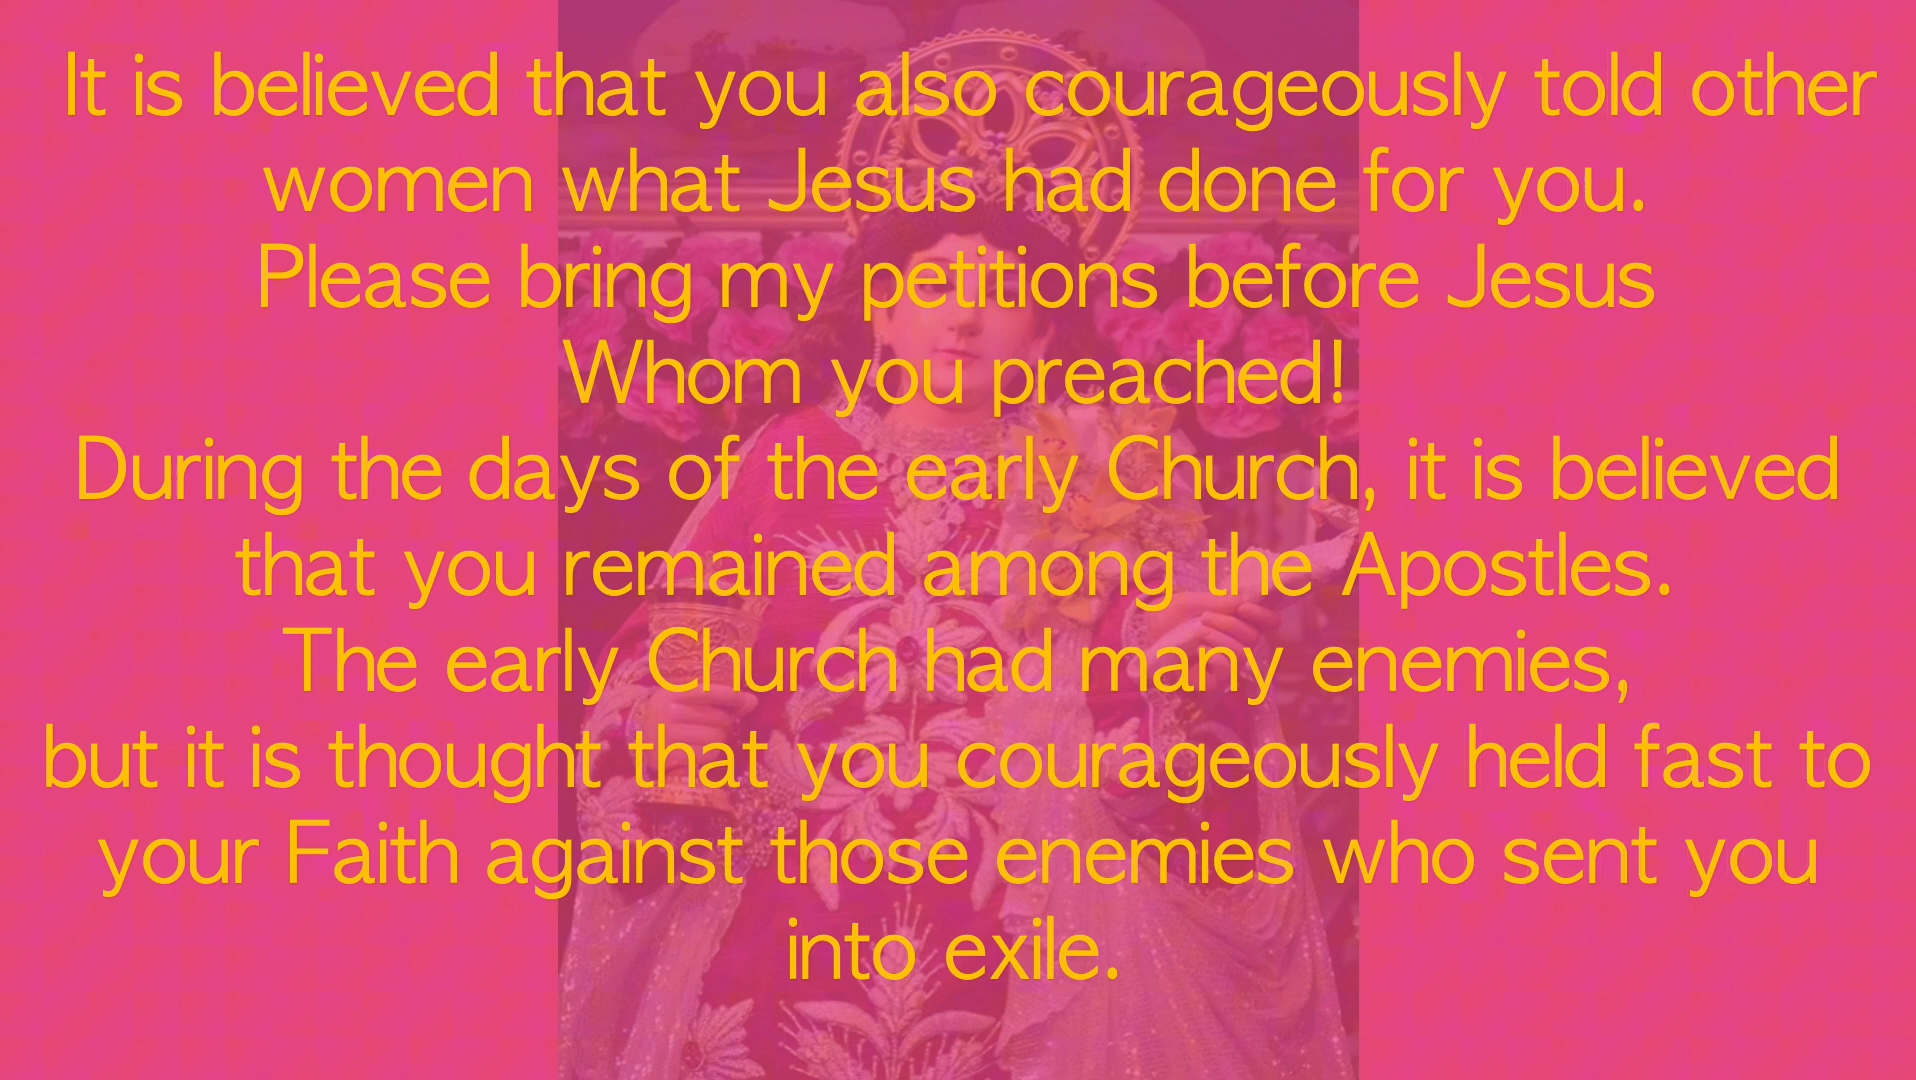 It is believed that you also courageously told other
women what Jesus had done for you.
Please bring my petitions before Jesus
Whom you preached!
During the days of the early Church, it is believed
that you remained among the Apostles.
The early Church had many enemies,
but it is thought that you courageously held fast to
your Faith against those enemies who sent you
into exile.